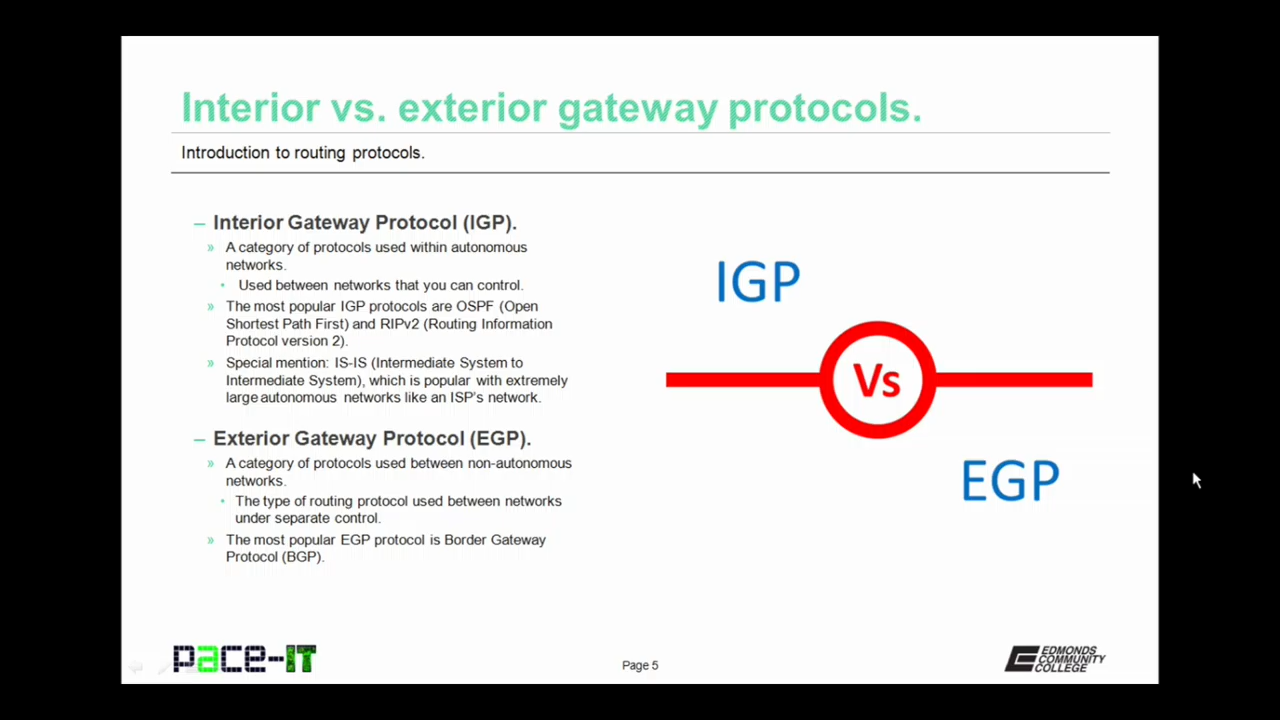 Interior vs. exterior gateway protocols.
Introduction to routing protocols.
– Interior Gateway Protocol (IGP).
» A category of protocols used within autonomous
networks.
• Used between networks that you can control.
» The most popular IGP protocols are OSPF (Open
Shortest Path First) and RIPv2 (Routing Information
Protocol version 2).
» Special mention: IS-IS (Intermediate System to
Intermediate System), which is popular with extremely
large autonomous networks like an ISP's network.
– Exterior Gateway Protocol (EGP).
» A category of protocols used between non-autonomous
networks.
• The type of routing protocol used between networks
under separate control.
» The most popular EGP protocol is Border Gateway
Protocol (BGP).
IGP
Vs
EGP
pace-IT
Page 5
EDMONDS
COMMUNITY
COLLEGE